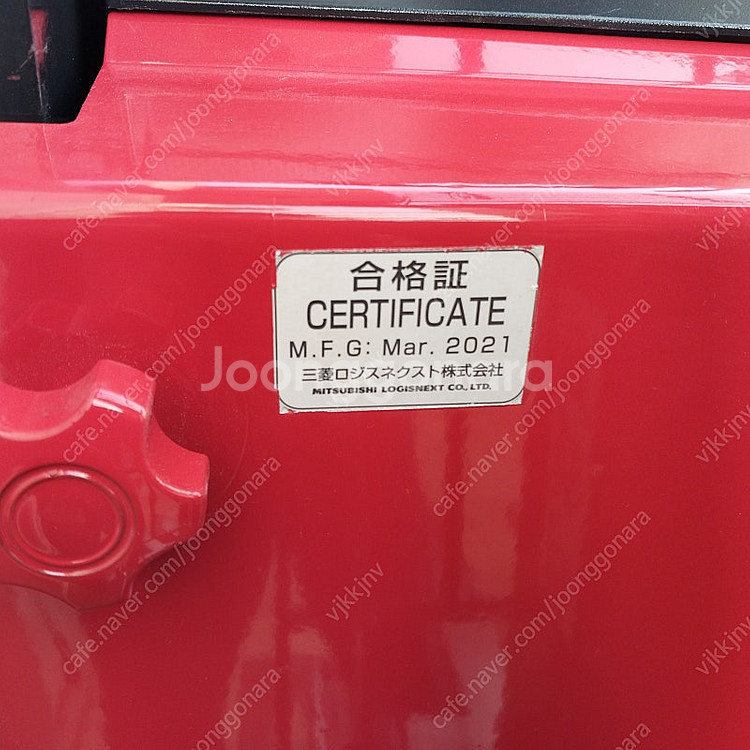 合格証
CERTIFICATE
M.F.G: Mar. 2021
三菱ロジスネクスト株式会社
MITSUBISHI LOGISNEXT CO., LTD.
Joonggonara
cafe.naver.com/joonggonara
vjkkjnv